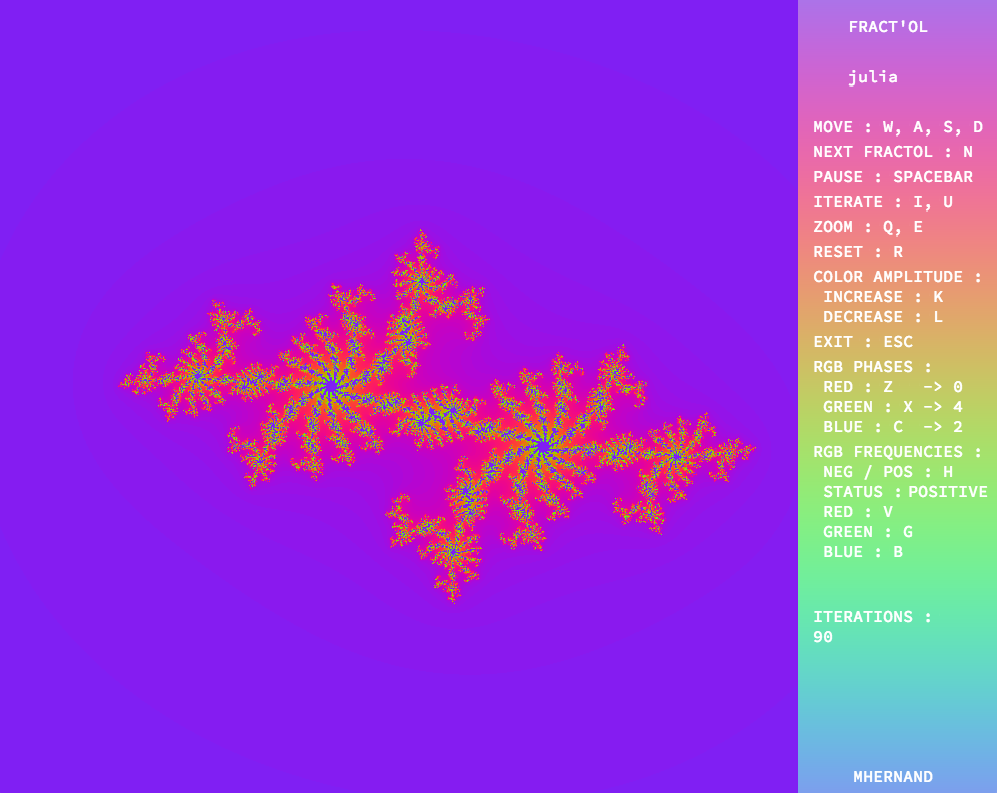 FRACT'OL
julia
MOVE : W, A, S, D
NEXT FRACTOL : N
PAUSE : SPACEBAR
ITERATE : I, U
ZOOM : Q, E
RESET : R
COLOR AMPLITUDE :
INCREASE : K
DECREASE : L
EXIT : ESC
RGB PHASES :
RED : Z -> 0
GREEN : X -> 4
BLUE : C -> 2
RGB FREQUENCIES :
NEG / POS : H
STATUS : POSITIVE
RED : V
GREEN : G
BLUE : B
ITERATIONS :
90
MHERNAND